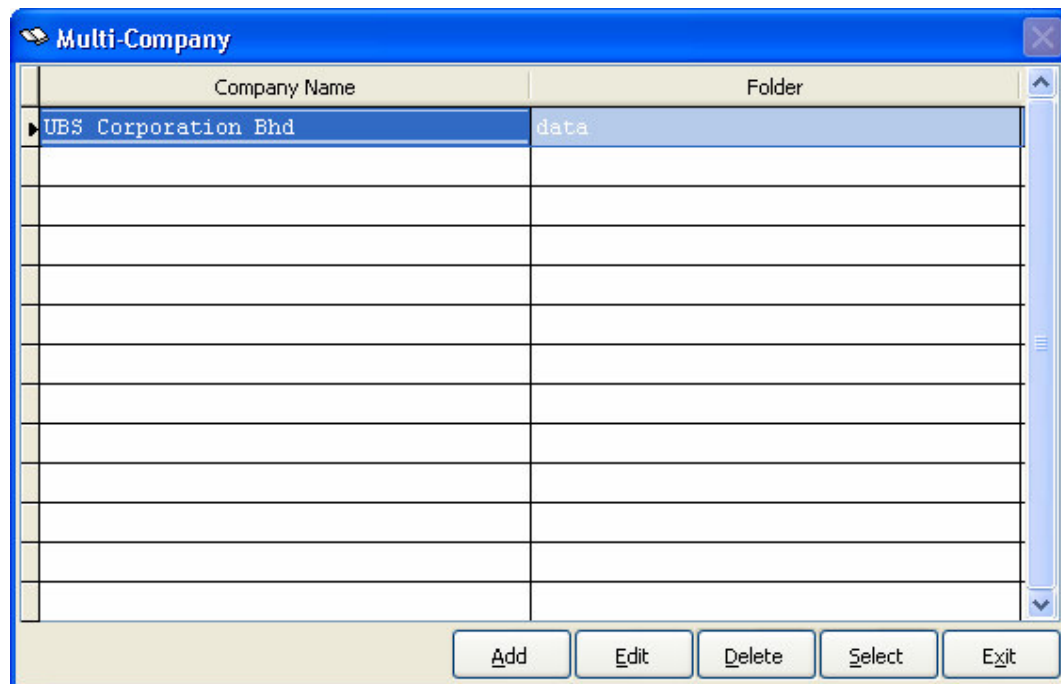 Multi-Company
Company Name Folder
UBS Corporation Bhd data
Add Edit Delete Select Exit